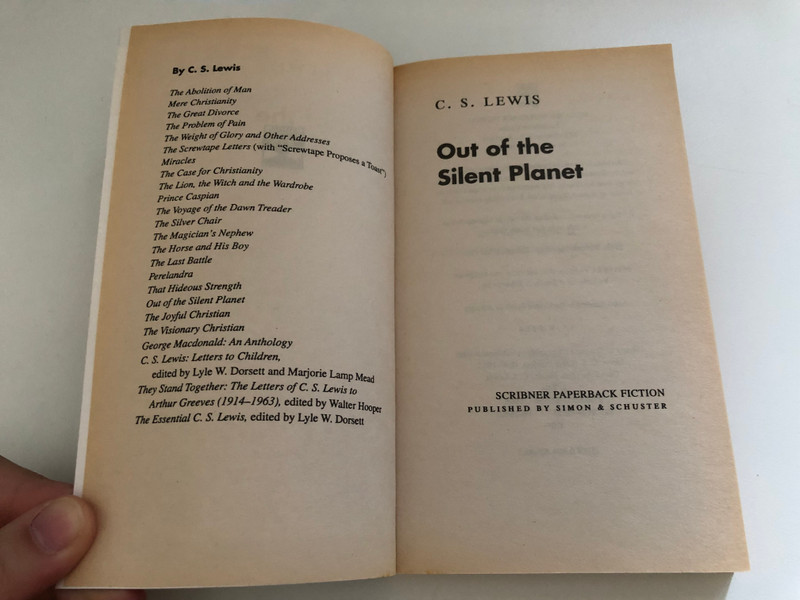 By C. S. Lewis
The Abolition of Man
Mere Christianity
The Great Divorce
The Problem of Pain
The Weight of Glory and Other Addresses
The Screwtape Letters (with "Screwtape Proposes a Toast")
Miracles
The Case for Christianity
The Lion, the Witch and the Wardrobe
Prince Caspian
The Voyage of the Dawn Treader
The Silver Chair
The Magician's Nephew
The Horse and His Boy
The Last Battle
Perelandra
That Hideous Strength
Out of the Silent Planet
The Joyful Christian
The Visionary Christian
George Macdonald: An Anthology
C. S. Lewis: Letters to Children,
edited by Lyle W. Dorsett and Marjorie Lamp Mead
They Stand Together: The Letters of C. S. Lewis to
Arthur Greeves (1914–1963), edited by Walter Hooper
The Essential C. S. Lewis, edited by Lyle W. Dorsett
C. S. LEWIS
Out of the
Silent Planet
SCRIBNER PAPERBACK FICTION
PUBLISHED BY SIMON & SCHUSTER